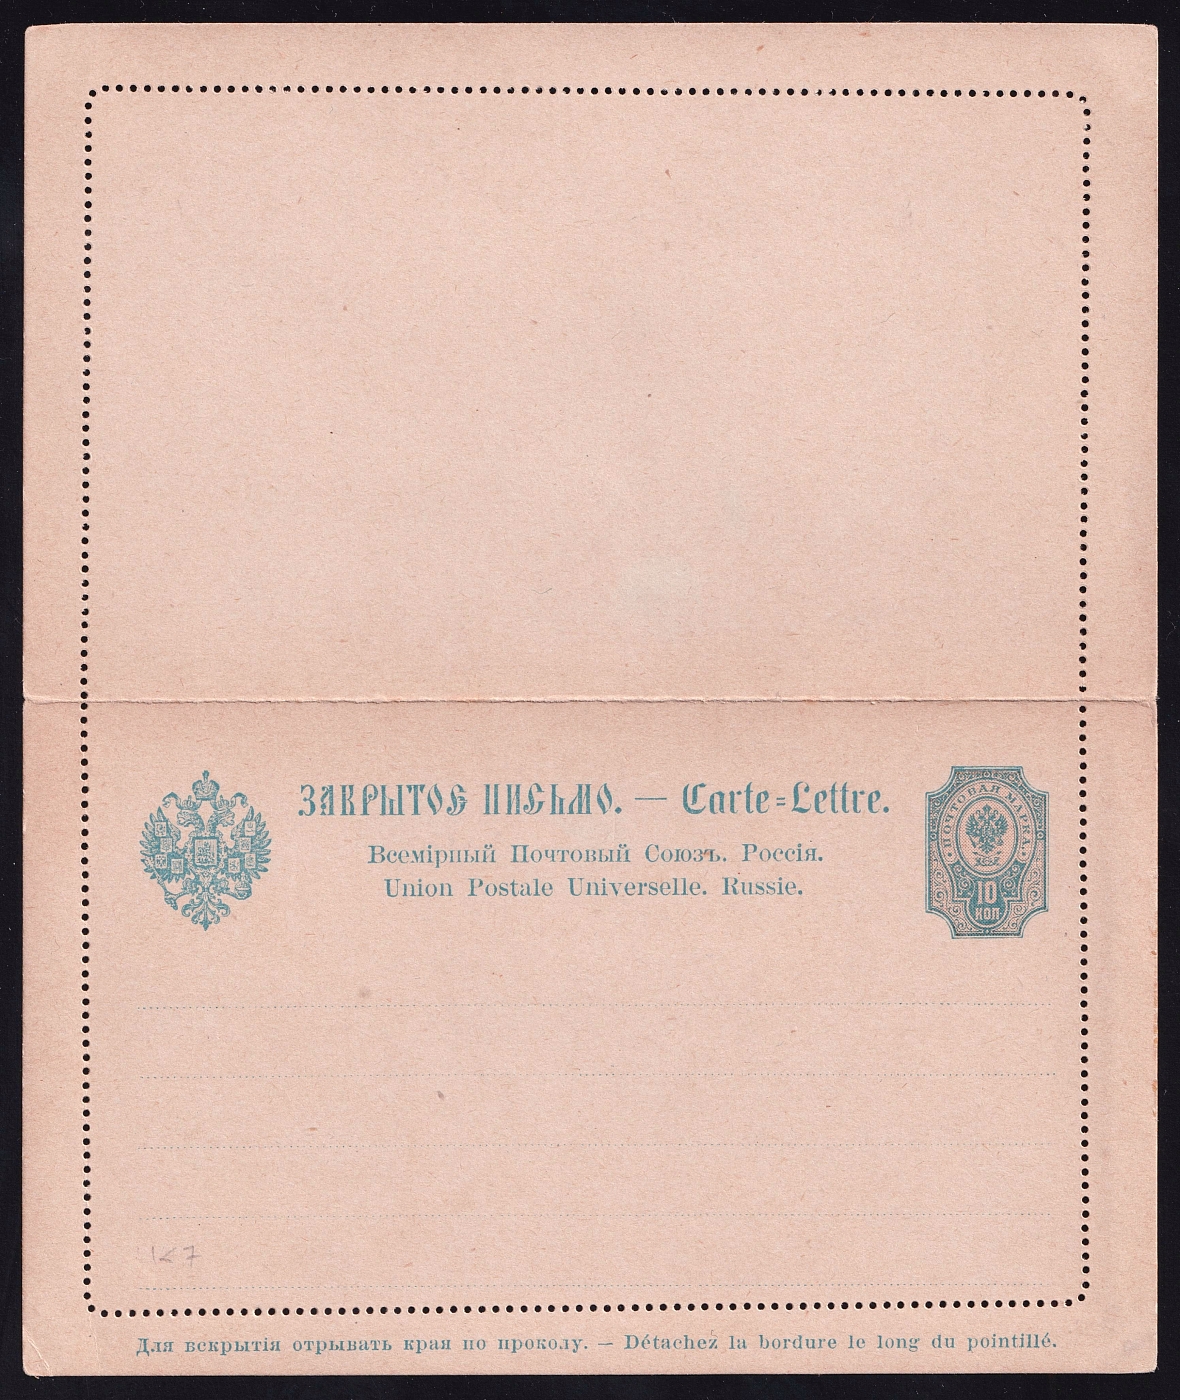 ЗАКРЫТОЕ ПИСЬМО. — Carte=Lettre.
Всемірный Почтовый Союзъ. Россія.
Union Postale Universelle. Russie.
ПОЧТОВАЯ МАРКА
10
КОП
K7
Для вскрытія отрывать края по проколу. — Détachez la bordure le long du pointillé.